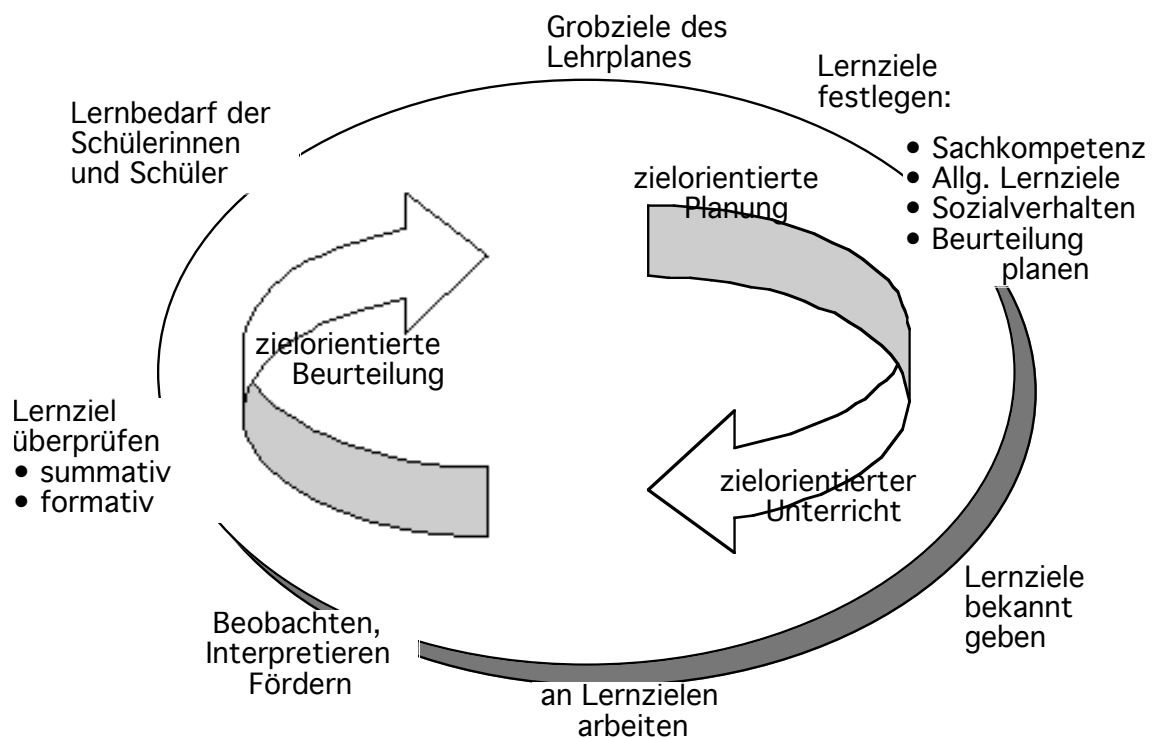 Grobziele des
Lehrplanes
Lernziele
festlegen:
• Sachkompetenz
• Allg. Lernziele
• Sozialverhalten
• Beurteilung
planen
Lernbedarf der
Schülerinnen
und Schüler
zielorientierte
Planung
zielorientierte
Beurteilung
Lernziel
überprüfen
• summativ
• formativ
zielorientierter
Unterricht
Lernziele
bekannt
geben
Beobachten,
Interpretieren
Fördern
an Lernzielen
arbeiten